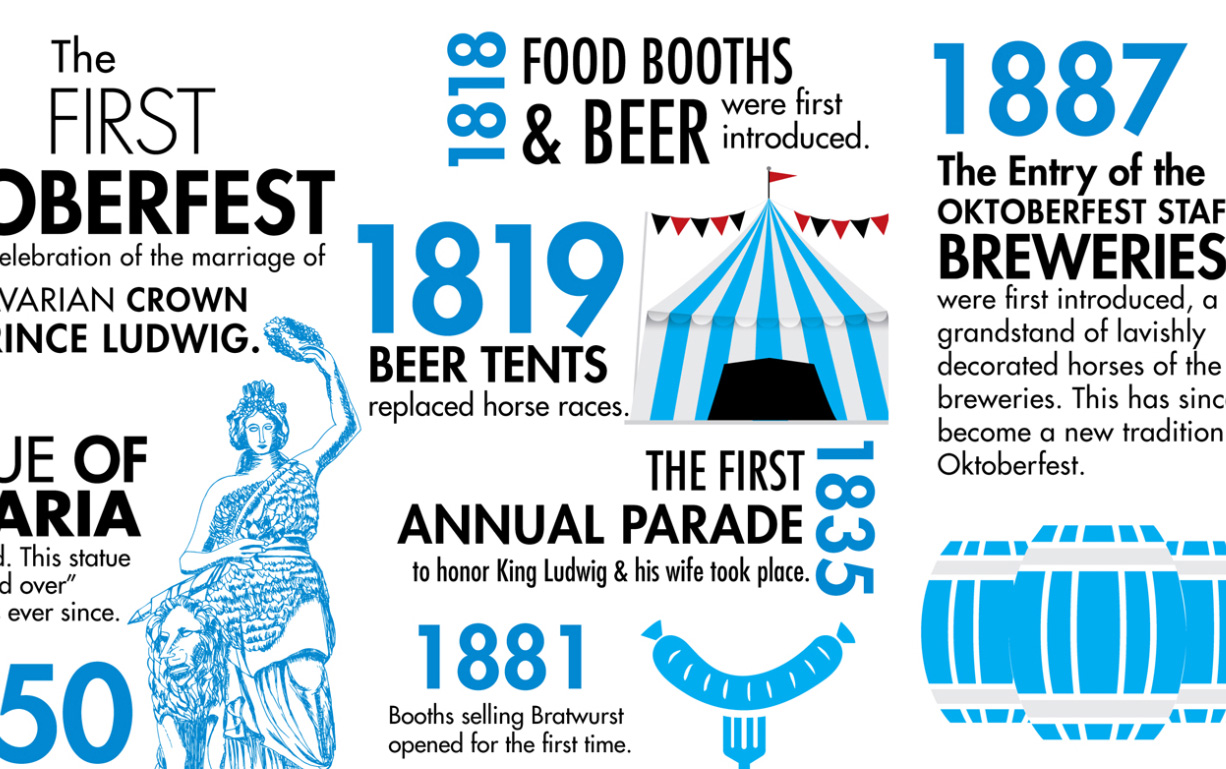 The
FIRST
OBERFEST
elebration of the marriage of
VARIAN CROWN
RINCE LUDWIG.
UE OF
ARIA
d. This statue
d over”
s ever since.
50
1818
FOOD BOOTHS
& BEER were first
introduced.
1819
BEER TENTS
replaced horse races.
THE FIRST
ANNUAL PARADE
to honor King Ludwig & his wife took place.
1835
1881
Booths selling Bratwurst
opened for the first time.
1887
The Entry of the
OKTOBERFEST STAF
BREWERIES
were first introduced, a
grandstand of lavishly
decorated horses of the
breweries. This has sinc
become a new tradition
Oktoberfest.